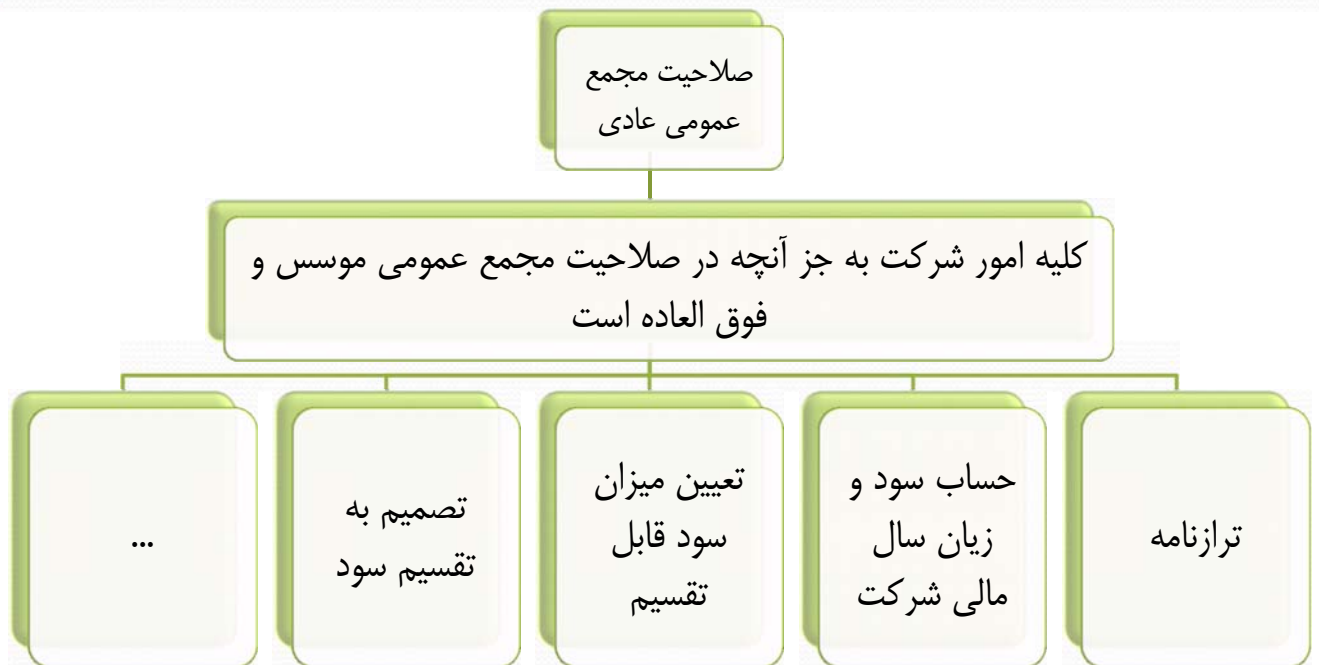 صلاحیت مجمع
عمومی عادی
کلیه امور شرکت به جز آنچه در صلاحیت مجمع عمومی موسس و
فوق العاده است
ترازنامه
حساب سود و
زیان سال
مالی شرکت
تعیین میزان
سود قابل
تقسیم
تصمیم به
تقسیم سود
...